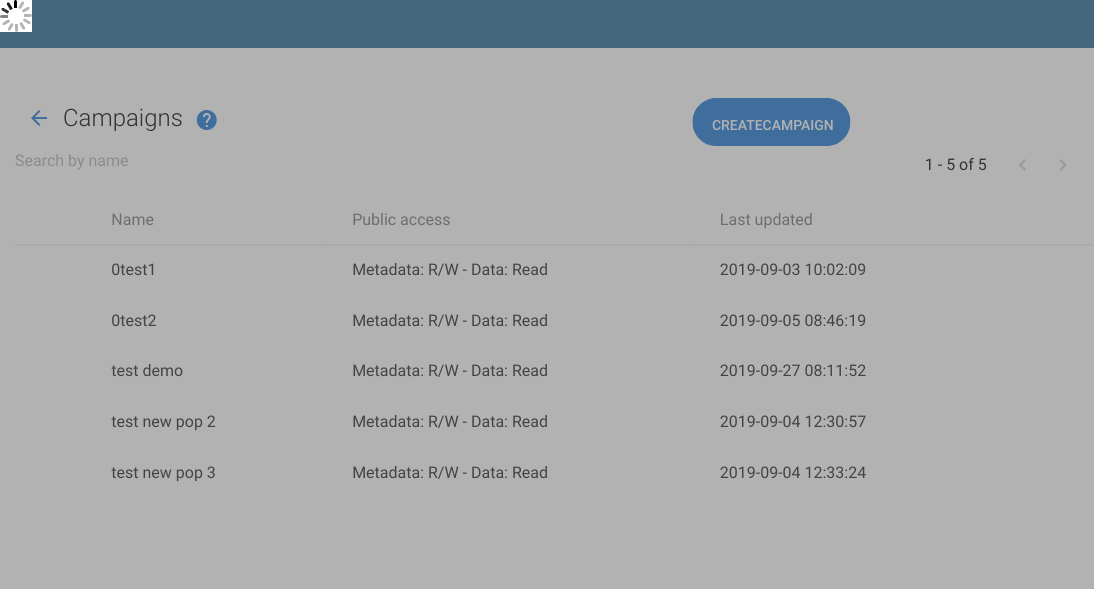 Campaigns ?
CREATECAMPAIGN
Search by name
1 - 5 of 5
Name Public access Last updated
0test1 Metadata: R/W - Data: Read 2019-09-03 10:02:09
0test2 Metadata: R/W - Data: Read 2019-09-05 08:46:19
test demo Metadata: R/W - Data: Read 2019-09-27 08:11:52
test new pop 2 Metadata: R/W - Data: Read 2019-09-04 12:30:57
test new pop 3 Metadata: R/W - Data: Read 2019-09-04 12:33:24